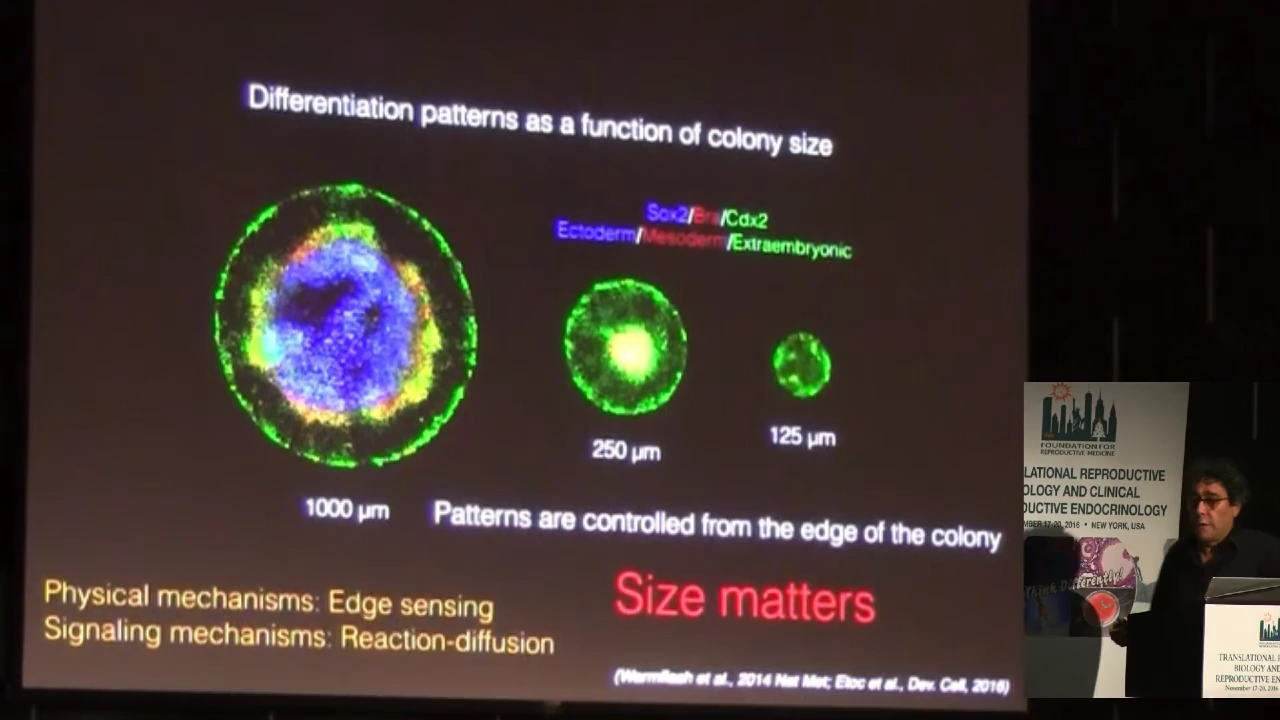 Differentiation patterns as a function of colony size
Sox2/Bra/Cdx2
Ectoderm/Mesoderm/Extraembryonic
1000 µm
250 µm
125 µm
Patterns are controlled from the edge of the colony
Physical mechanisms: Edge sensing
Signaling mechanisms: Reaction-diffusion
Size matters
(Warmflash et al., 2014 Nat Met; Etoc et al., Dev. Cell, 2016)
FOUNDATION FOR
REPRODUCTIVE MEDICINE
LATIONAL REPRODUCTIVE
OLOGY AND CLINICAL
DUCTIVE ENDOCRINOLOGY
MBER 17-20, 2016 • NEW YORK, USA
Think Differently!
TRANSLATIONAL
BIOLOGY AND
REPRODUCTIVE EN
November 17-20, 2016